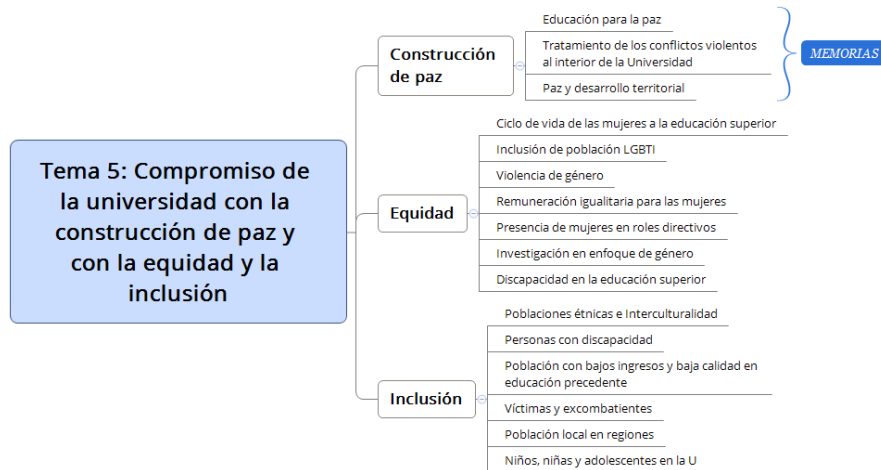 Tema 5: Compromiso de
la universidad con la
construcción de paz y
con la equidad y la
inclusión
Construcción
de paz
Educación para la paz
Tratamiento de los conflictos violentos
al interior de la Universidad
Paz y desarrollo territorial
MEMORIAS
Equidad
Ciclo de vida de las mujeres a la educación superior
Inclusión de población LGBTI
Violencia de género
Remuneración igualitaria para las mujeres
Presencia de mujeres en roles directivos
Investigación en enfoque de género
Discapacidad en la educación superior
Inclusión
Poblaciones étnicas e Interculturalidad
Personas con discapacidad
Población con bajos ingresos y baja calidad en
educación precedente
Víctimas y excombatientes
Población local en regiones
Niños, niñas y adolescentes en la U